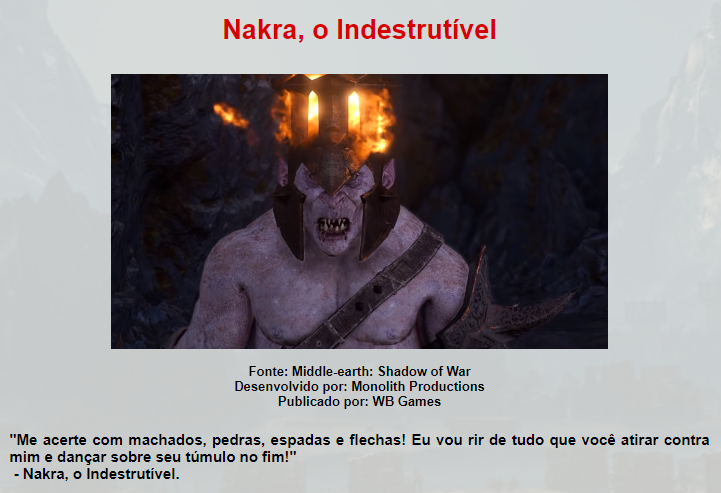 Nakra, o Indestrutível
Fonte: Middle-earth: Shadow of War
Desenvolvido por: Monolith Productions
Publicado por: WB Games
"Me acerte com machados, pedras, espadas e flechas! Eu vou rir de tudo que você atirar contra
mim e dançar sobre seu túmulo no fim!"
- Nakra, o Indestrutível.